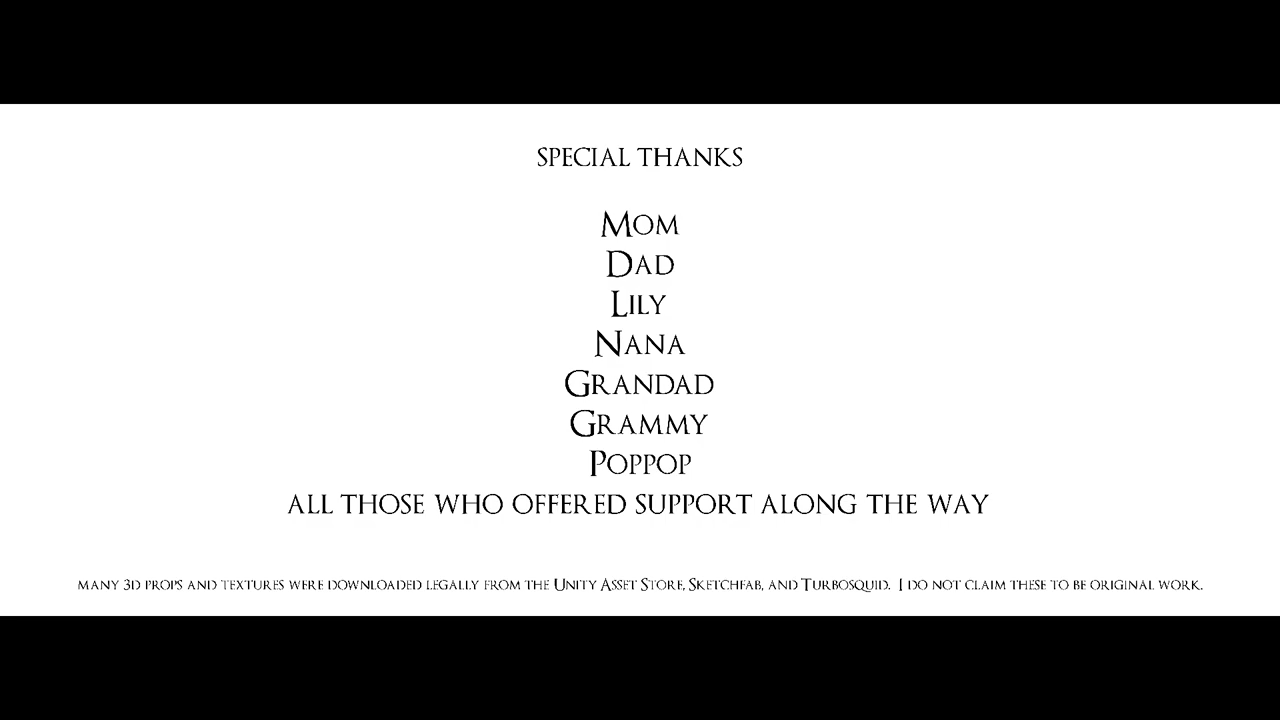 SPECIAL THANKS
MOM
DAD
LILY
NANA
GRANDAD
GRAMMY
POPPOP
ALL THOSE WHO OFFERED SUPPORT ALONG THE WAY
MANY 3D PROPS AND TEXTURES WERE DOWNLOADED LEGALLY FROM THE UNITY ASSET STORE, SKETCHFAB, AND TURBOSQUID. I DO NOT CLAIM THESE TO BE ORIGINAL WORK.